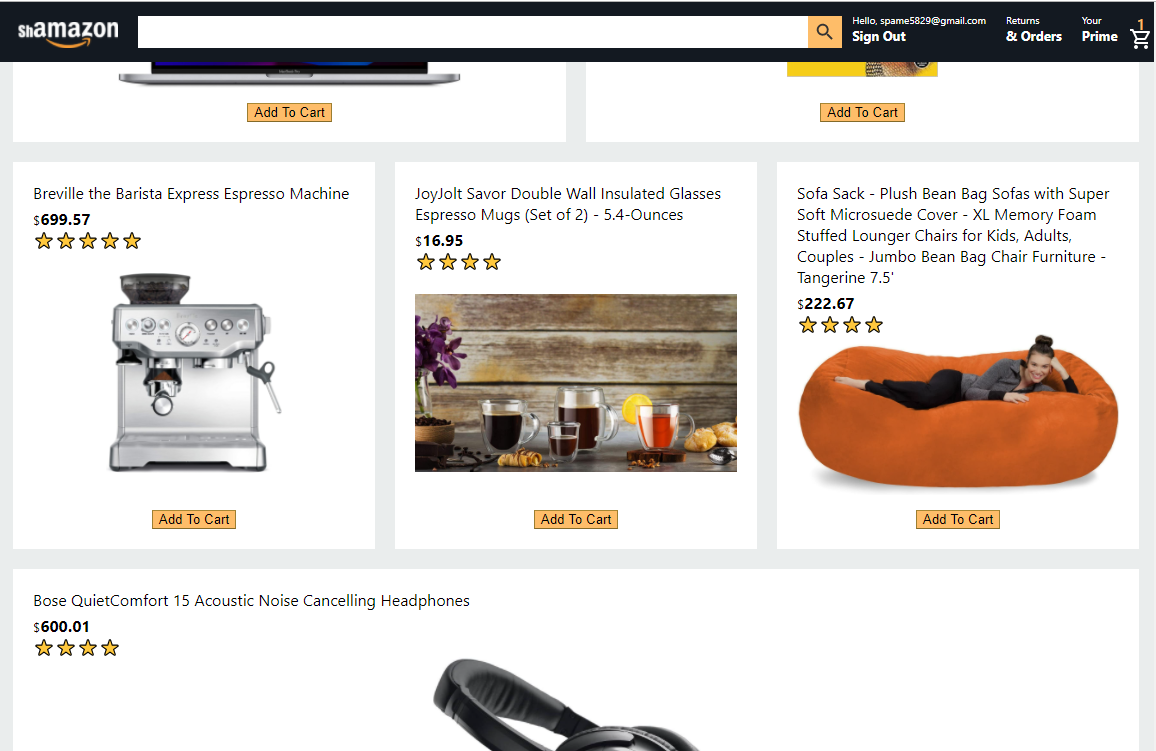 shamazon
Hello, spame5829@gmail.com
Sign Out
Returns
& Orders
Your
Prime
1
MacBook Pro
Add To Cart
Add To Cart
Breville the Barista Express Espresso Machine
$699.57
Add To Cart
JoyJolt Savor Double Wall Insulated Glasses
Espresso Mugs (Set of 2) - 5.4-Ounces
$16.95
Add To Cart
Sofa Sack - Plush Bean Bag Sofas with Super
Soft Microsuede Cover - XL Memory Foam
Stuffed Lounger Chairs for Kids, Adults,
Couples - Jumbo Bean Bag Chair Furniture -
Tangerine 7.5'
$222.67
Add To Cart
Bose QuietComfort 15 Acoustic Noise Cancelling Headphones
$600.01